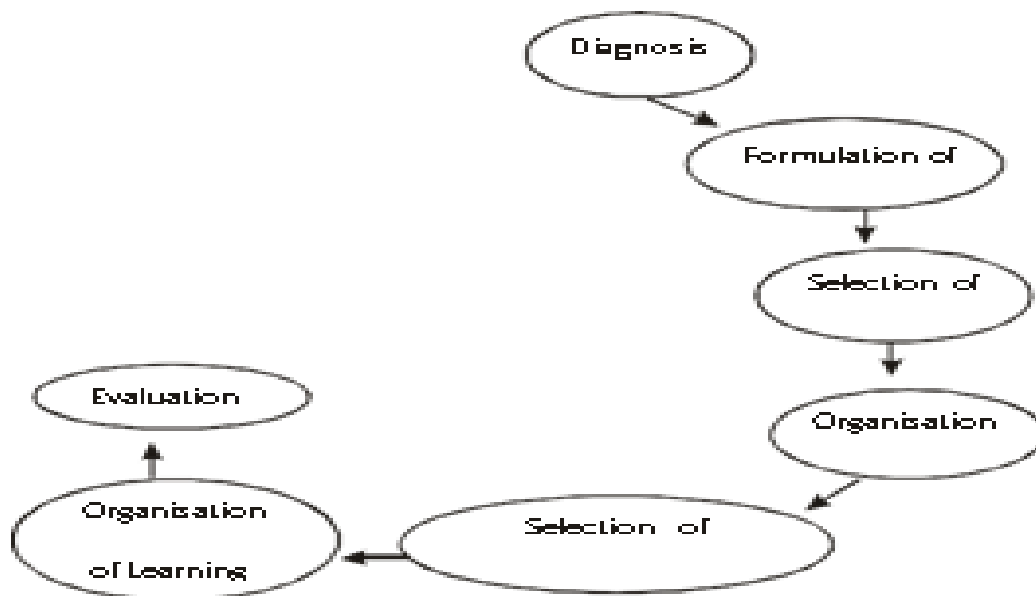 Diagnosis
Formulation of
Selection of
Organisation
Selection of
Organisation
of Learning
Evaluation